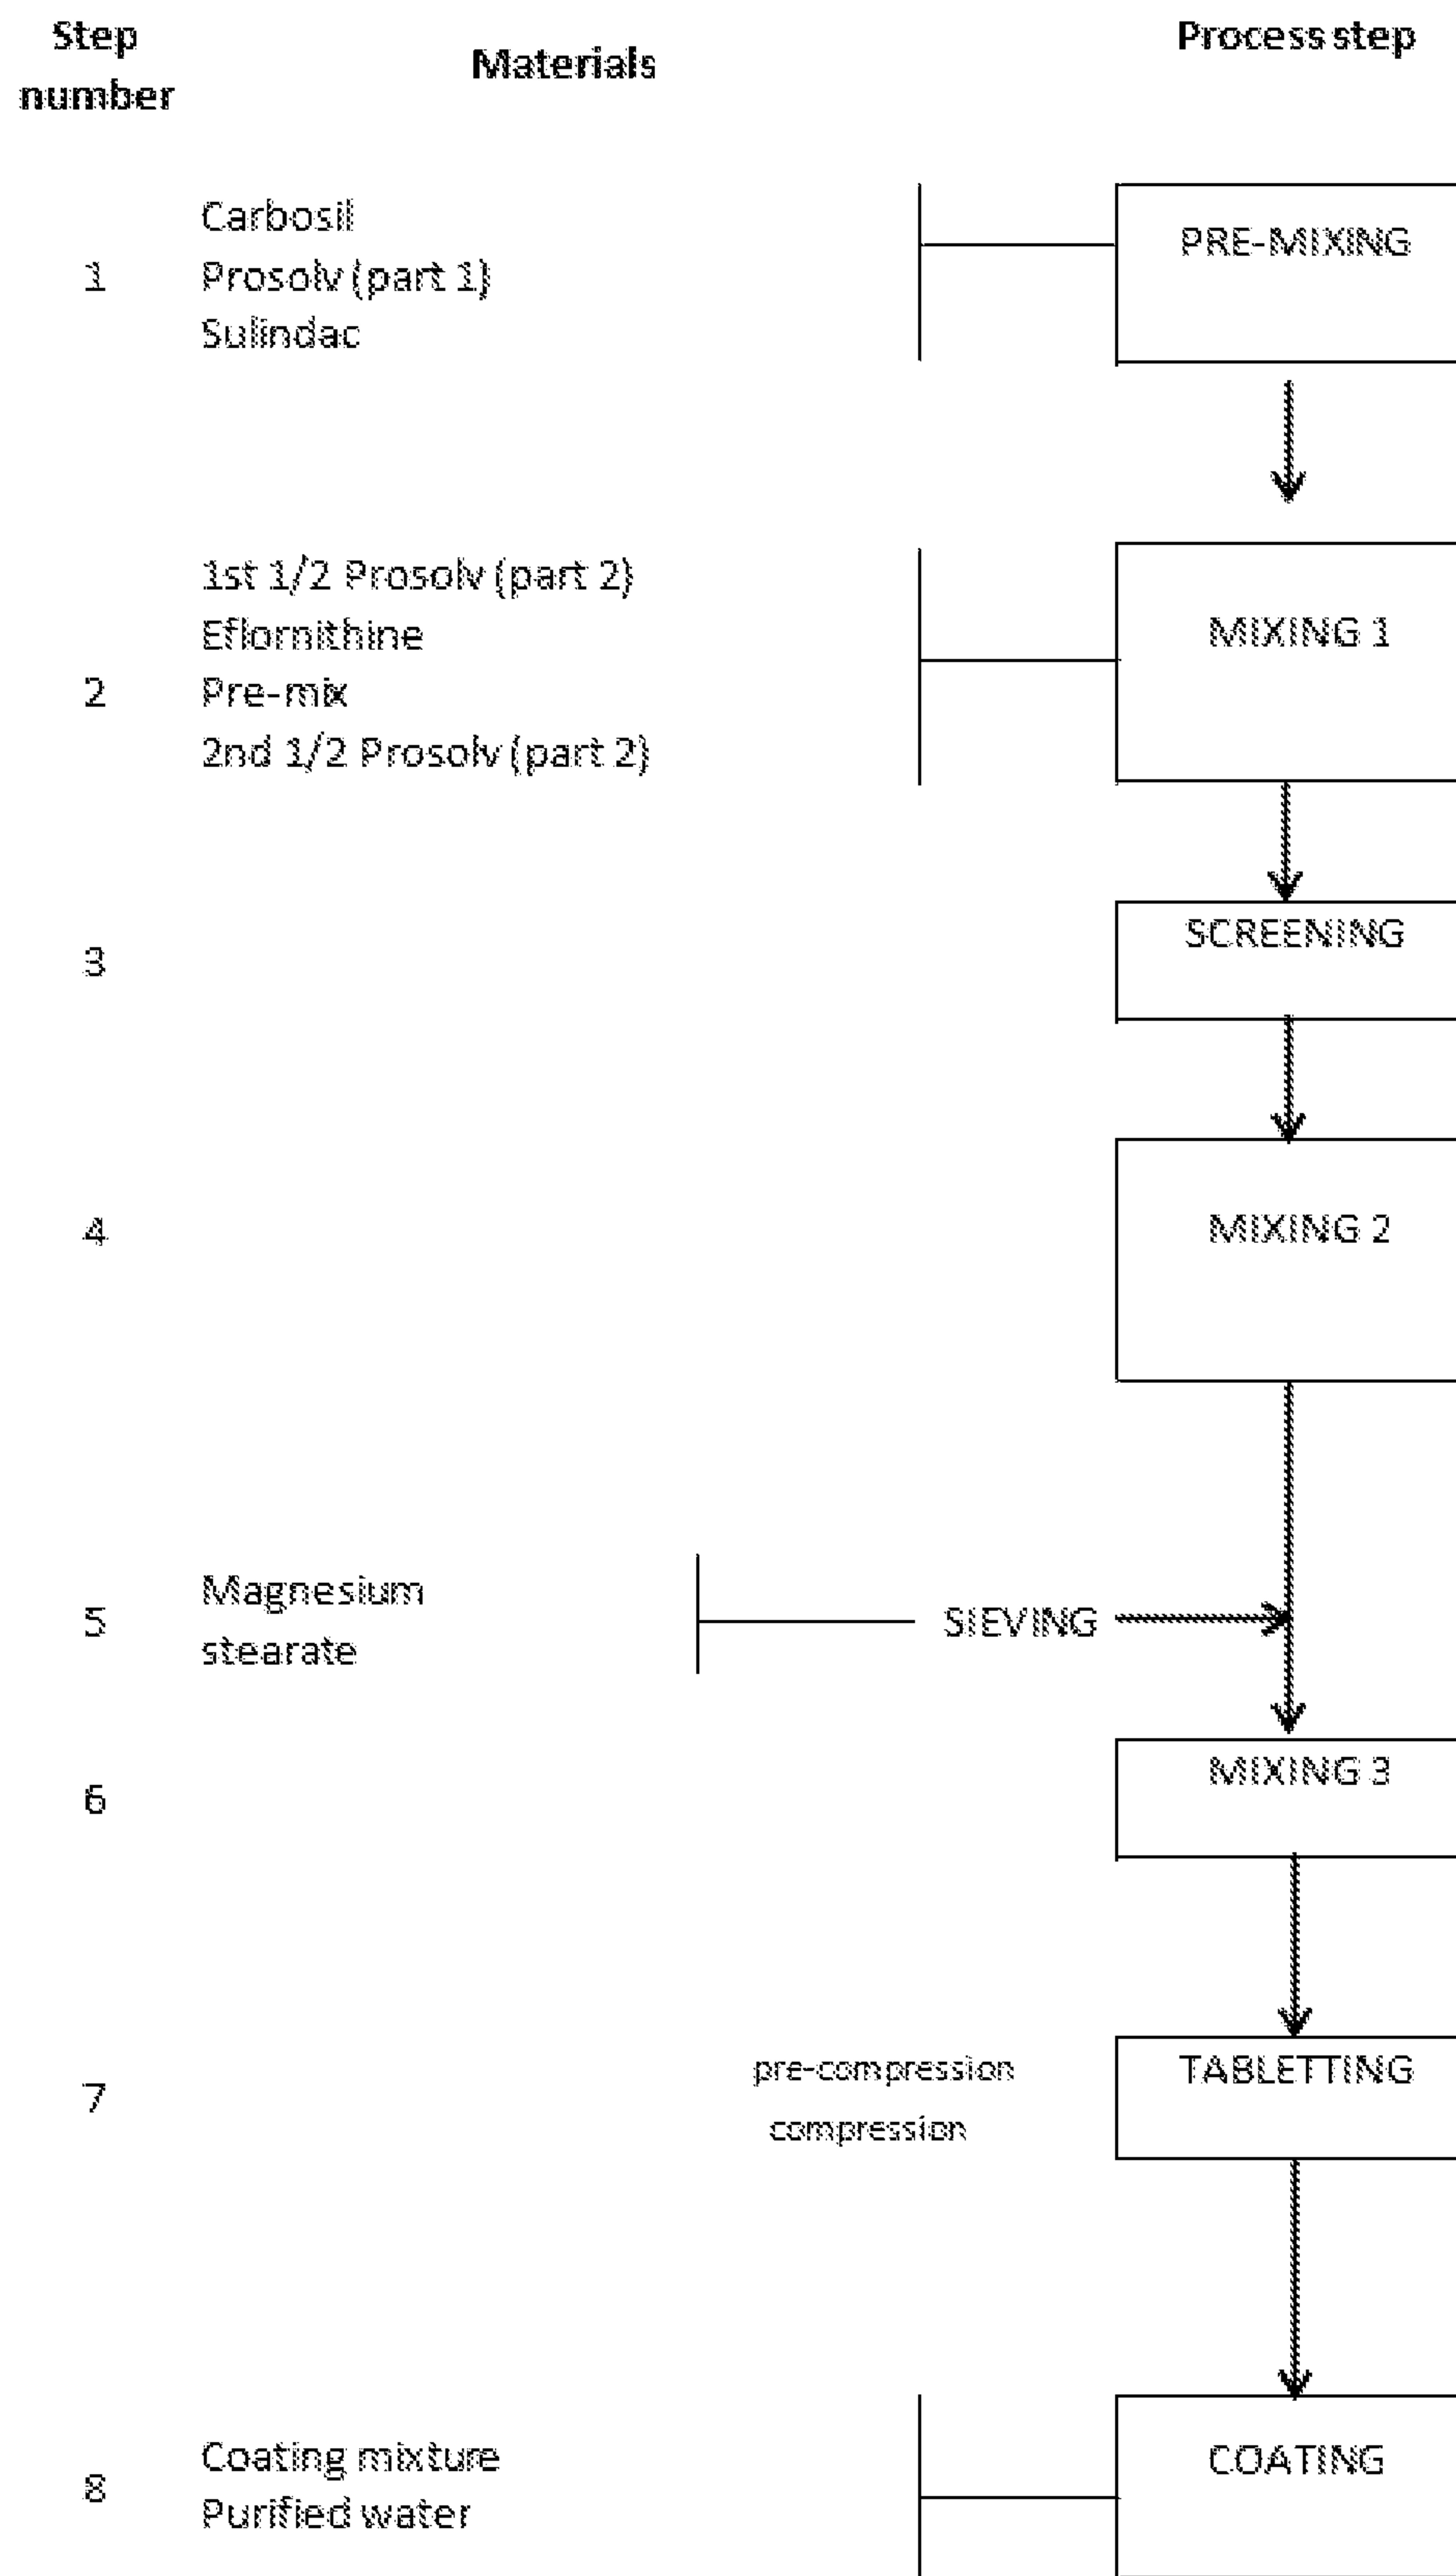 Step number
Materials
Process step
Carbosil
1
Prosolv (part 1)
PRE-MIXING
Sulindac
1st 1/2 Prosolv (part 2)
Eflornithine
MIXING 1
2
Pre-mix
2nd 1/2 Prosolv (part 2)
3
SCREENING
4
MIXING 2
5
Magnesium
stearate
SIEVING
6
MIXING 3
7
pre-compression
compression
TABLETTING
8
Coating mixture
Purified water
COATING